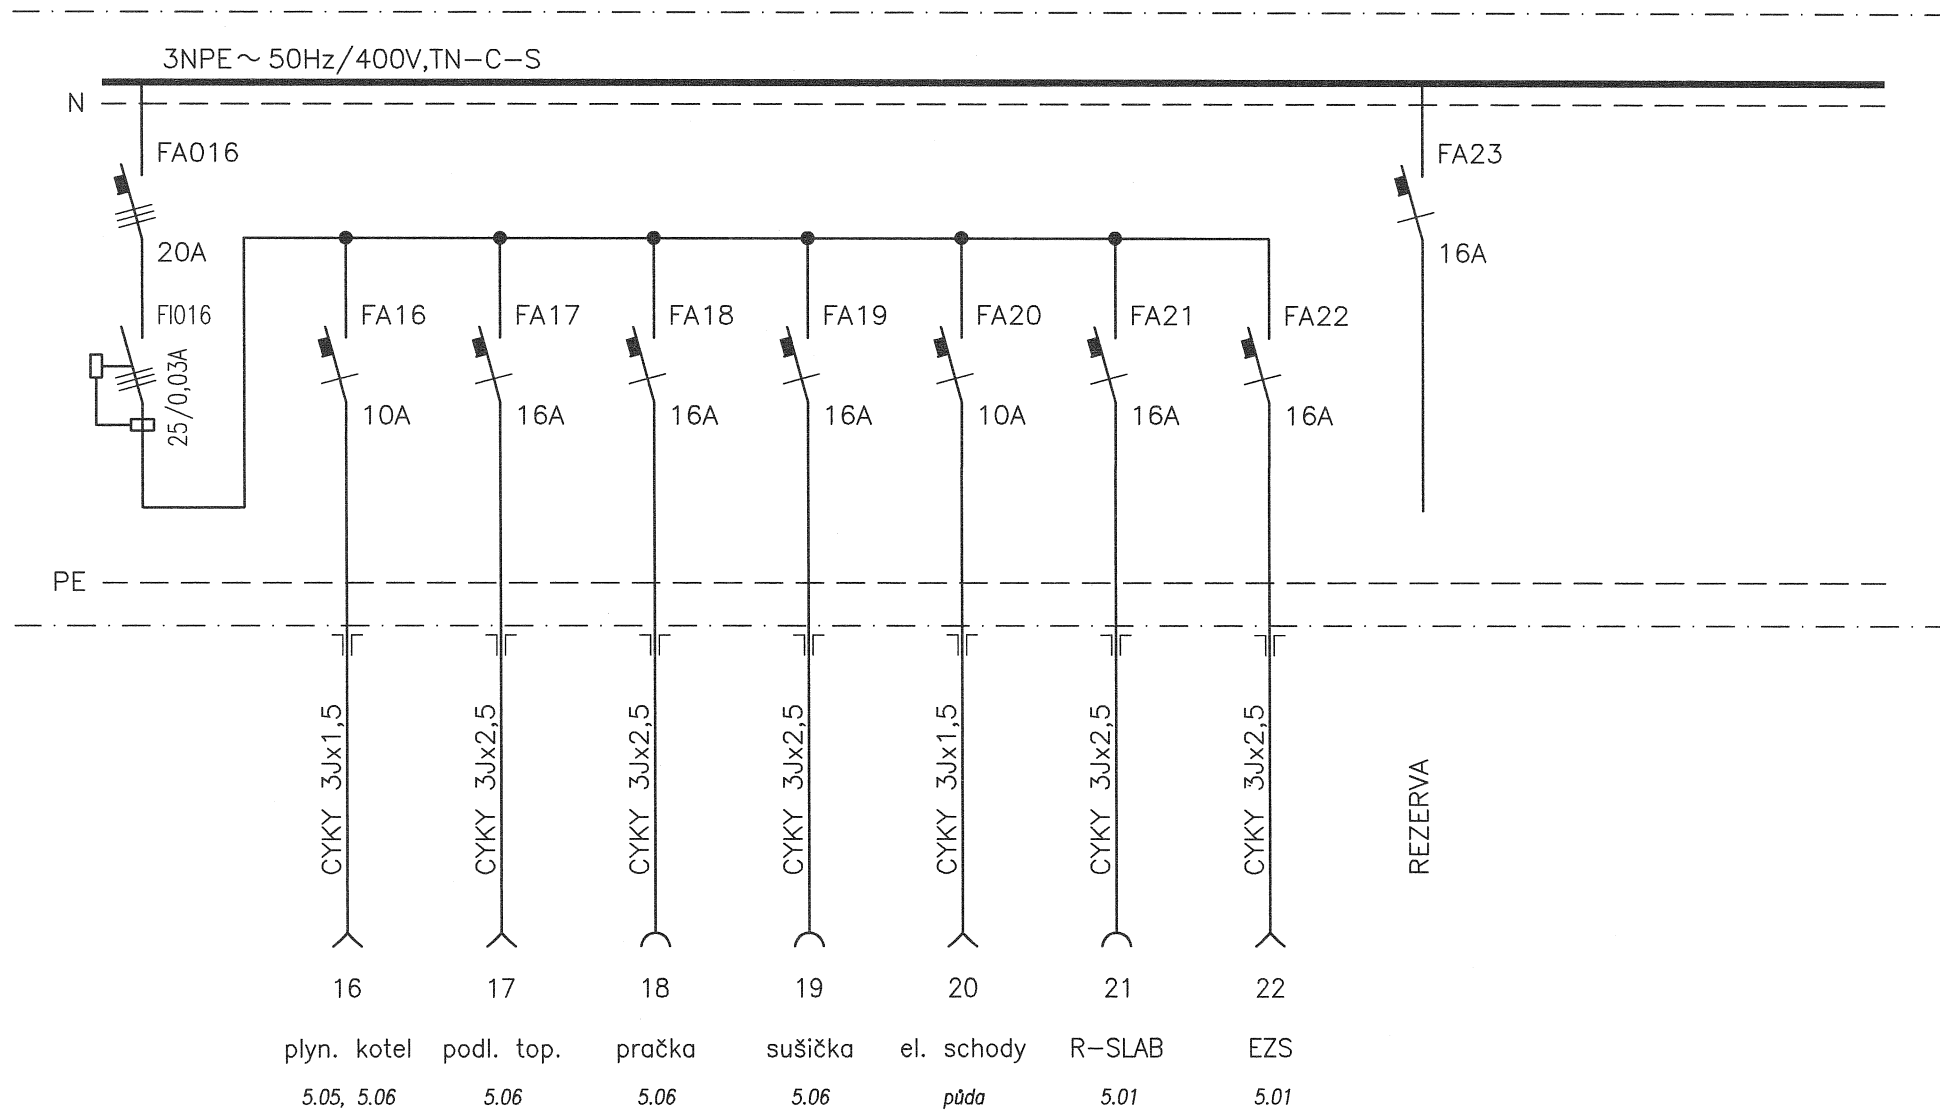 3NPE~50Hz/400V,TN-C-S
N
FA016
FA23
20A
16A
FI016
FA16 FA17 FA18 FA19 FA20 FA21 FA22
25/0,03A
10A 16A 16A 16A 10A 16A 16A
PE
CYKY 3Jx1,5
CYKY 3Jx2,5
CYKY 3Jx2,5
CYKY 3Jx2,5
CYKY 3Jx1,5
CYKY 3Jx2,5
CYKY 3Jx2,5
REZERVA
16 17 18 19 20 21 22
plyn. kotel podl. top. pračka sušička el. schody R-SLAB EZS
5.05, 5.06 5.06 5.06 5.06 půda 5.01 5.01